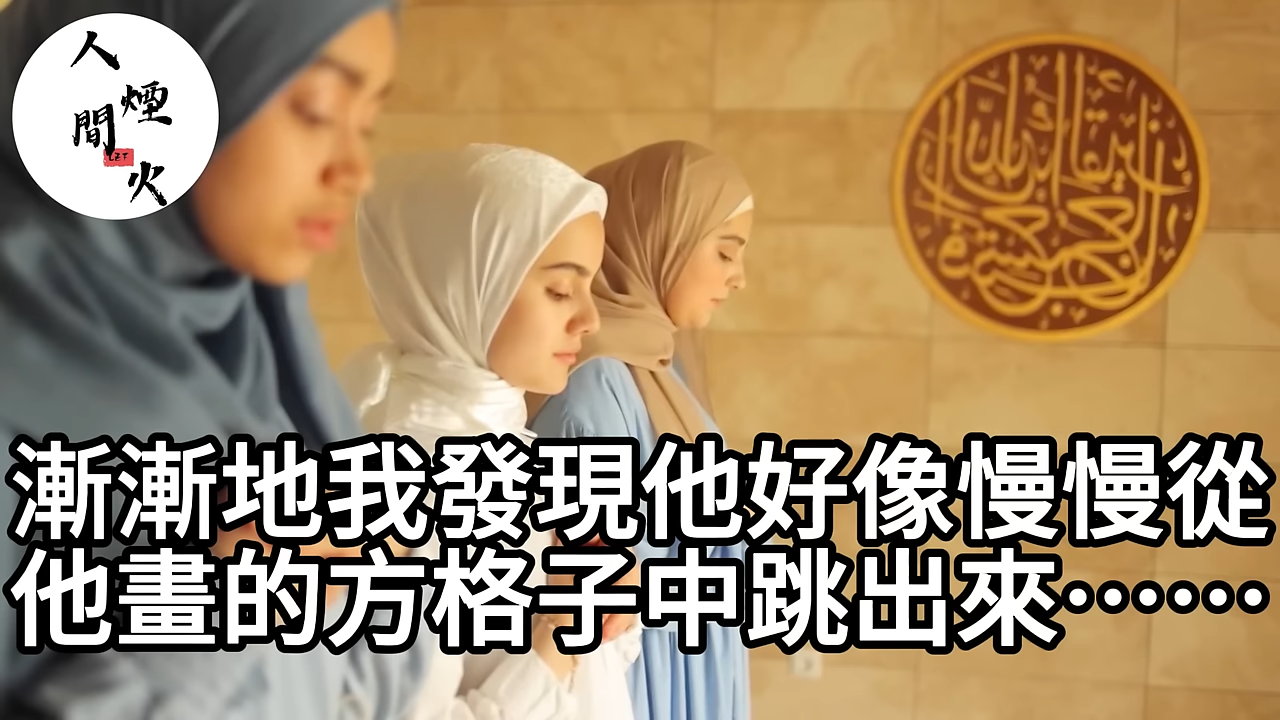 人間煙火
LZT
漸漸地我發現他好像慢慢從
他畫的方格子中跳出來⋯⋯